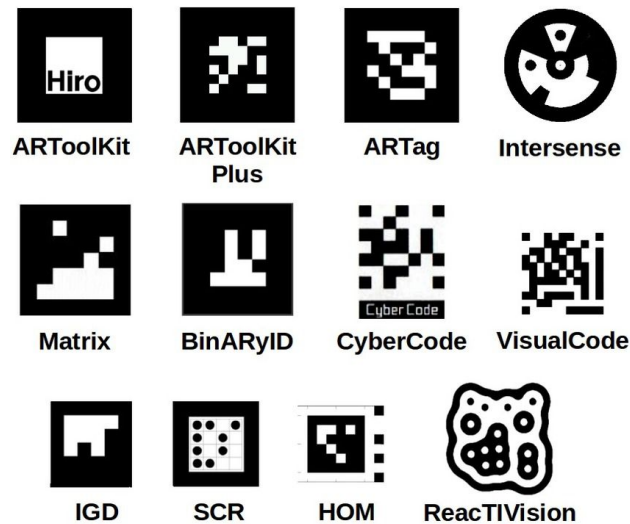 Hiro
ARToolKit
ARToolKit
Plus
ARTag
Intersense
Matrix
BinARyID
CyberCode
CyberCode
VisualCode
IGD
SCR
HOM
ReacTIVision